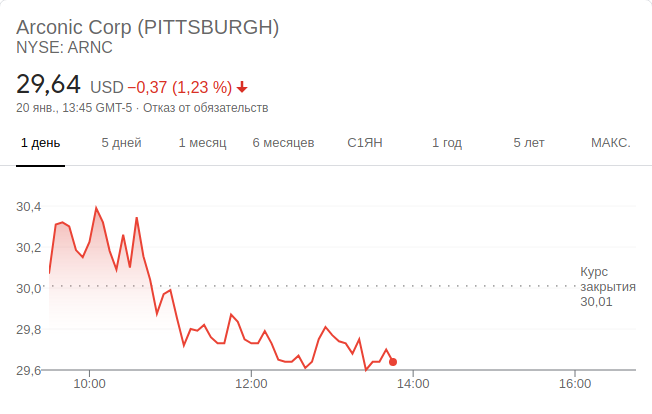 Arconic Corp (PITTSBURGH)
NYSE: ARNC
29,64 USD −0,37 (1,23 %)
20 янв., 13:45 GMT-5 · Отказ от обязательств
1 день 5 дней 1 месяц 6 месяцев С1ЯН 1 год 5 лет МАКС.
30,4
30,2
30,0
29,8
29,6
Курс
закрытия
30,01
10:00 12:00 14:00 16:00